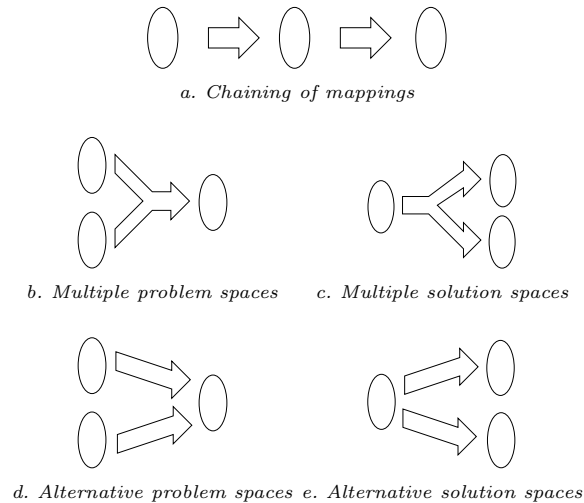 a. Chaining of mappings
b. Multiple problem spaces
c. Multiple solution spaces
d. Alternative problem spaces
e. Alternative solution spaces